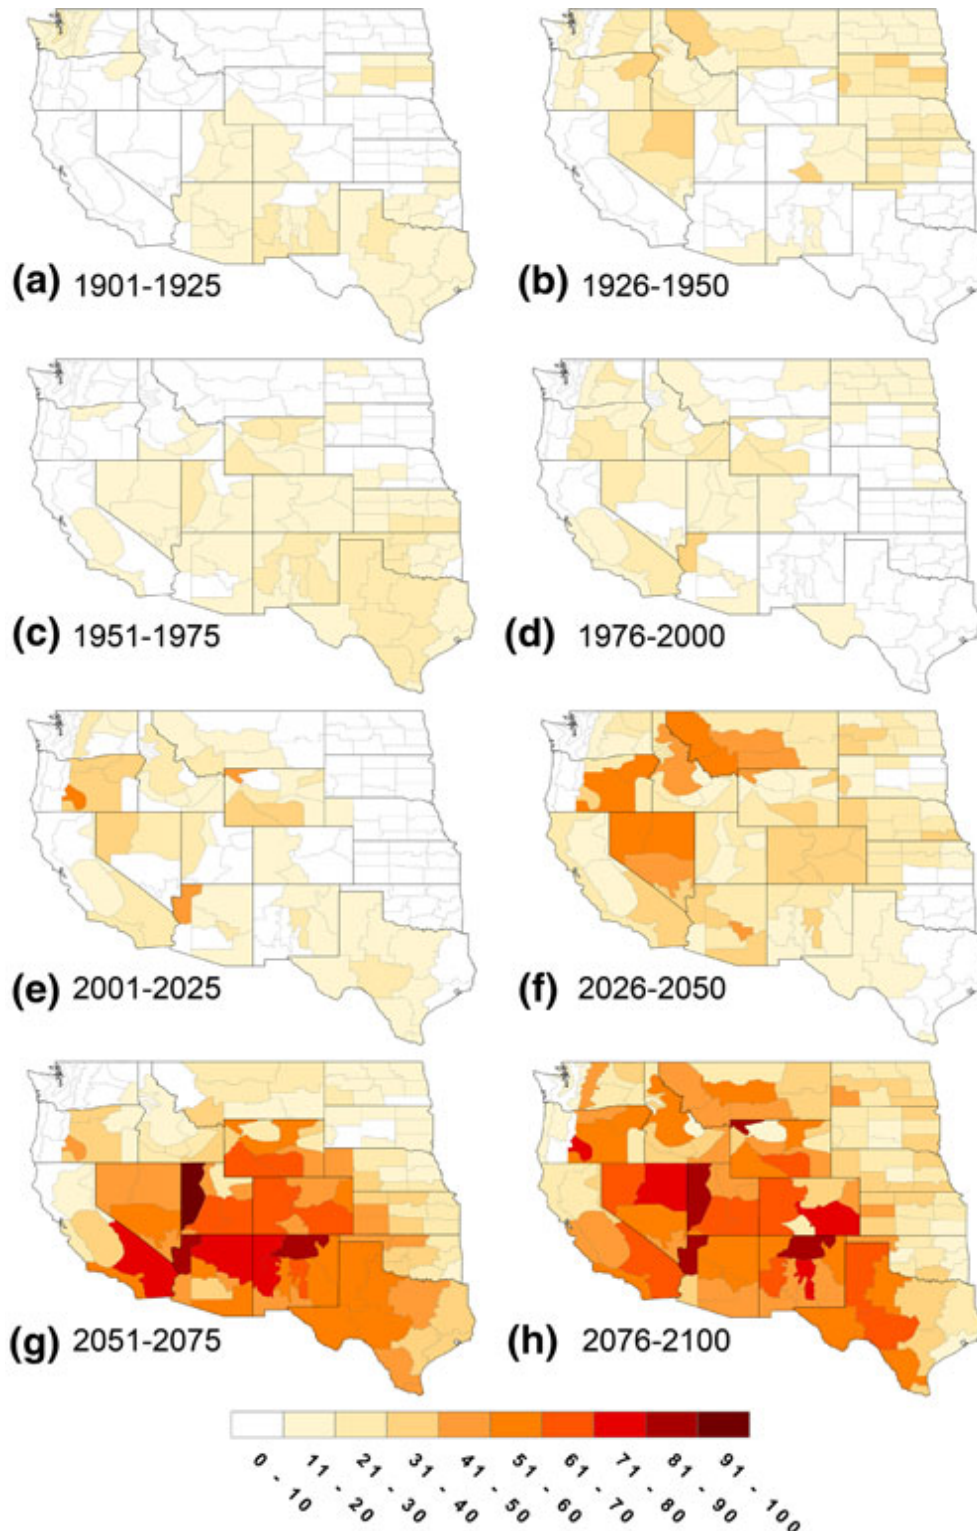 (a) 1901-1925
(b) 1926-1950
(c) 1951-1975
(d) 1976-2000
(e) 2001-2025
(f) 2026-2050
(g) 2051-2075
(h) 2076-2100
0 - 10
11 - 20
21 - 30
31 - 40
41 - 50
51 - 60
61 - 70
71 - 80
81 - 90
91 - 100